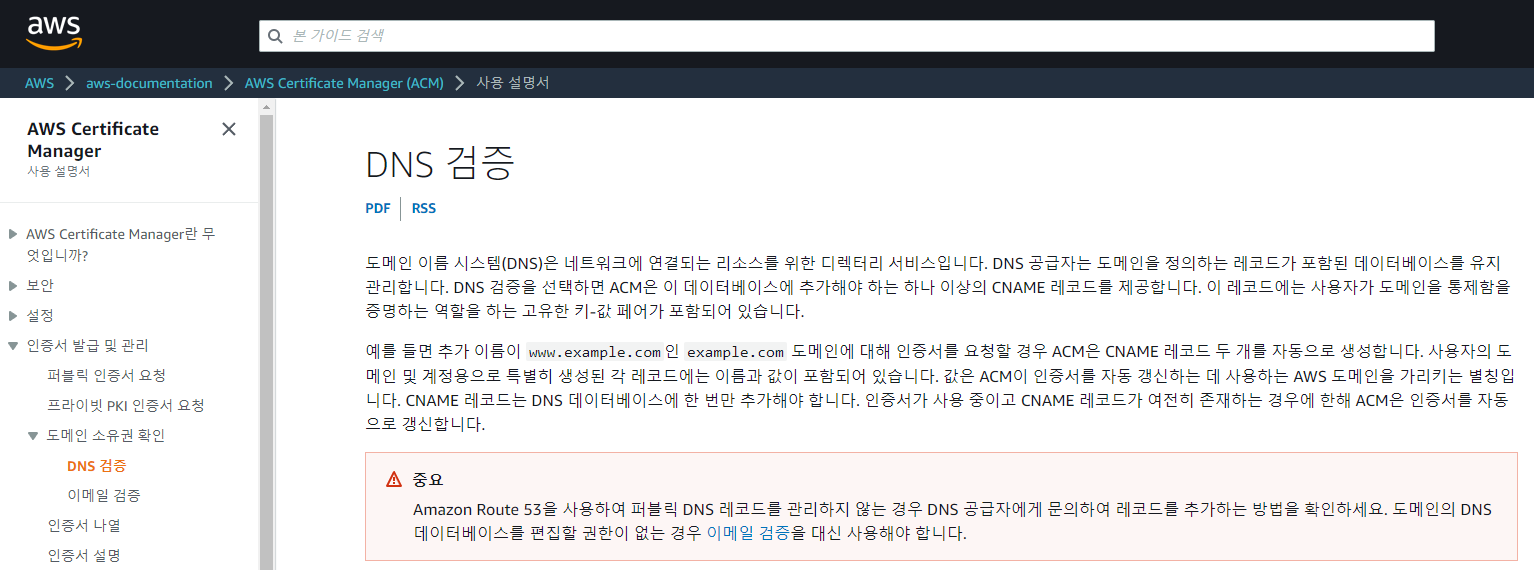 aws
본 가이드 검색
AWS > aws-documentation > AWS Certificate Manager (ACM) > 사용 설명서
AWS Certificate
Manager
사용 설명서
AWS Certificate Manager란 무
엇입니까?
보안
설정
인증서 발급 및 관리
퍼블릭 인증서 요청
프라이빗 PKI 인증서 요청
도메인 소유권 확인
DNS 검증
이메일 검증
인증서 나열
인증서 설명
DNS 검증
PDF | RSS
도메인 이름 시스템(DNS)은 네트워크에 연결되는 리소스를 위한 디렉터리 서비스입니다. DNS 공급자는 도메인을 정의하는 레코드가 포함된 데이터베이스를 유지
관리합니다. DNS 검증을 선택하면 ACM은 이 데이터베이스에 추가해야 하는 하나 이상의 CNAME 레코드를 제공합니다. 이 레코드에는 사용자가 도메인을 통제함을
증명하는 역할을 하는 고유한 키-값 페어가 포함되어 있습니다.
예를 들면 추가 이름이 www.example.com인 example.com 도메인에 대해 인증서를 요청할 경우 ACM은 CNAME 레코드 두 개를 자동으로 생성합니다. 사용자의 도
메인 및 계정용으로 특별히 생성된 각 레코드에는 이름과 값이 포함되어 있습니다. 값은 ACM이 인증서를 자동 갱신하는 데 사용하는 AWS 도메인을 가리키는 별칭입
니다. CNAME 레코드는 DNS 데이터베이스에 한 번만 추가해야 합니다. 인증서가 사용 중이고 CNAME 레코드가 여전히 존재하는 경우에 한해 ACM은 인증서를 자동
으로 갱신합니다.
중요
Amazon Route 53을 사용하여 퍼블릭 DNS 레코드를 관리하지 않는 경우 DNS 공급자에게 문의하여 레코드를 추가하는 방법을 확인하세요. 도메인의 DNS
데이터베이스를 편집할 권한이 없는 경우 이메일 검증을 대신 사용해야 합니다.